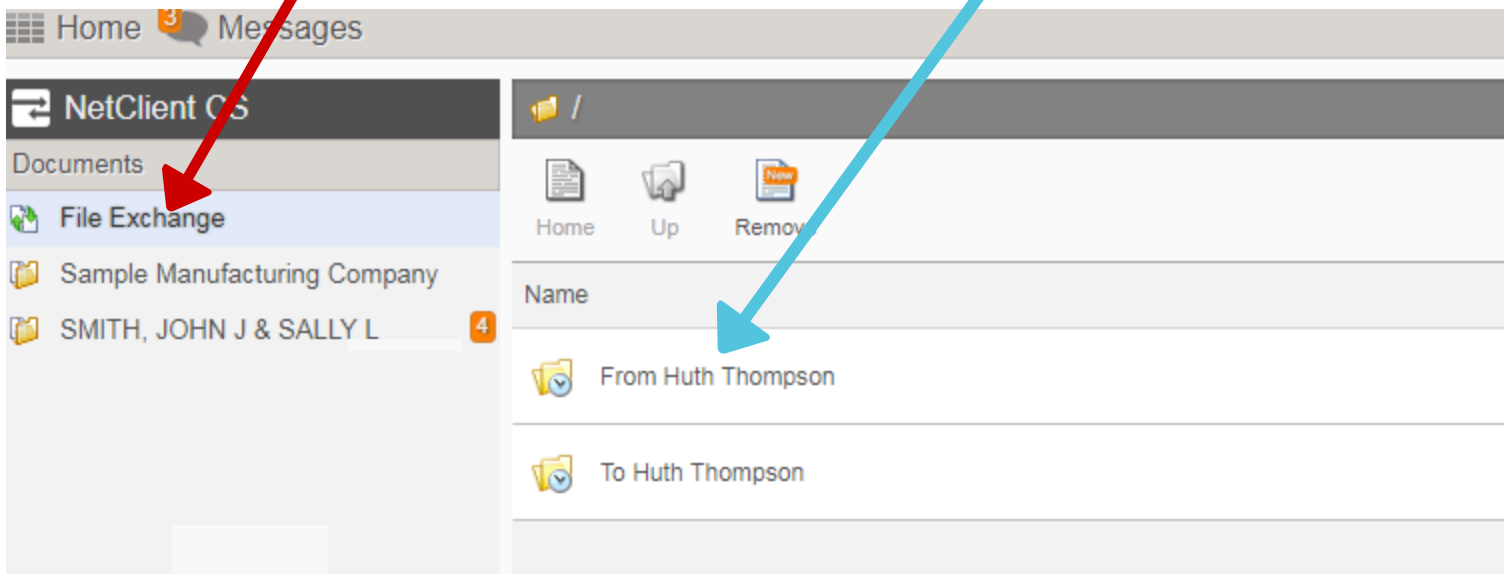 Home 3 Messages
NetClient CS
/
Documents
File Exchange
Sample Manufacturing Company
SMITH, JOHN J & SALLY L 4
New
Home Up Remove
Name
From Huth Thompson
To Huth Thompson